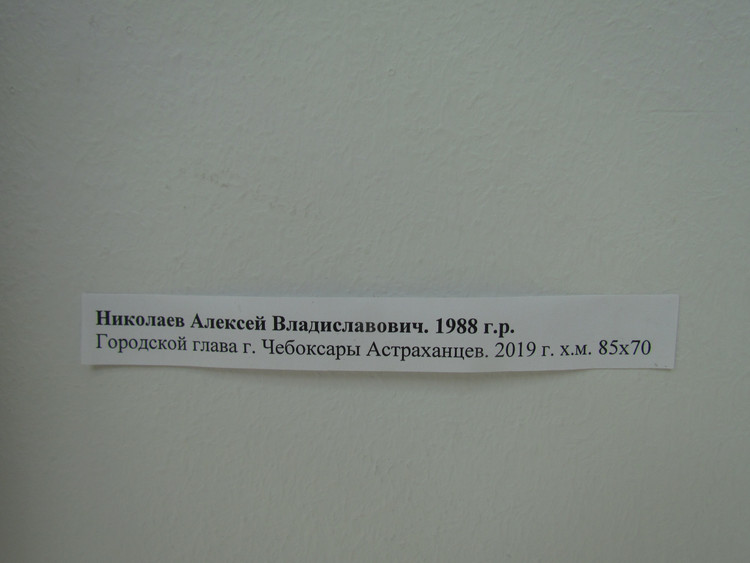 Николаев Алексей Владиславович. 1988 г.р.
Городской глава г. Чебоксары Астраханцев. 2019 г. х.м. 85х70